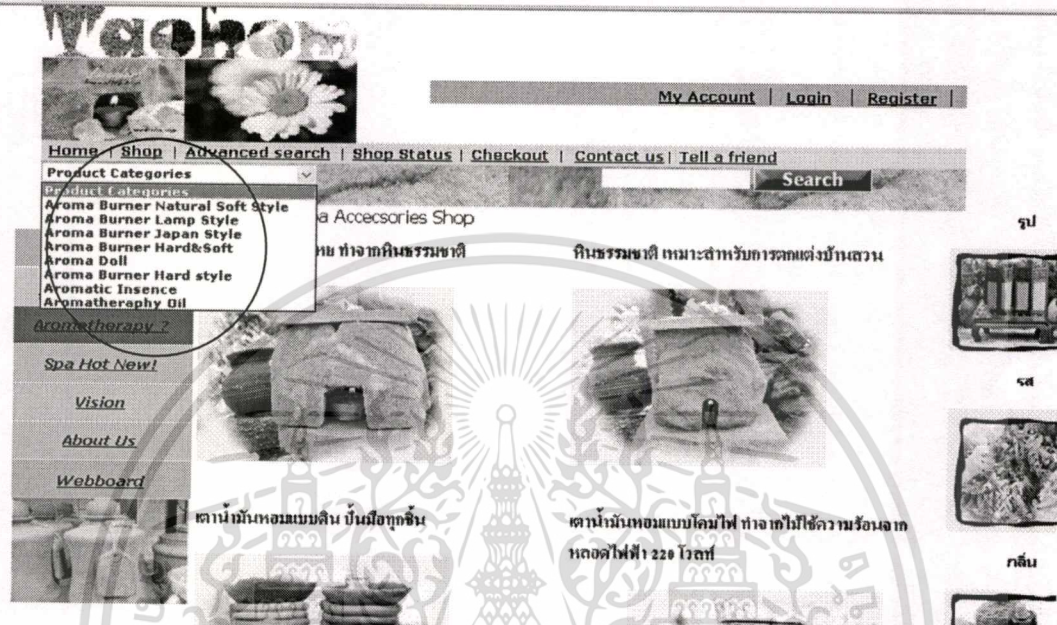 My Account | Login | Register |
Home | Shop | Advanced search | Shop Status | Checkout | Contact us | Tell a friend
Product Categories
Search
Product Categories
Aroma Burner Natural Soft Style
Aroma Burner Lamp Style
Aroma Burner Japan Style
Aroma Burner Hard&Soft
Aroma Doll
Aroma Burner Hard style
Aromatic Insence
Aromatheraphy Oil
a Accecsories Shop
ทำจากหินธรรมชาติ
หินธรรมชาติ เหมาะสำหรับการตกแต่งบ้านสวน
รูป
Arometherapy ?
Spa Hot New!
Vision
About Us
Webboard
รส
เตาน้ำมันหอมแบบดิน ปั้นมือทุกชิ้น
เตาน้ำมันหอมแบบโคมไฟ ทำจากไม้ใช้ความร้อนจาก
หลอดไฟฟ้า 220 โวลท์
กลิ่น